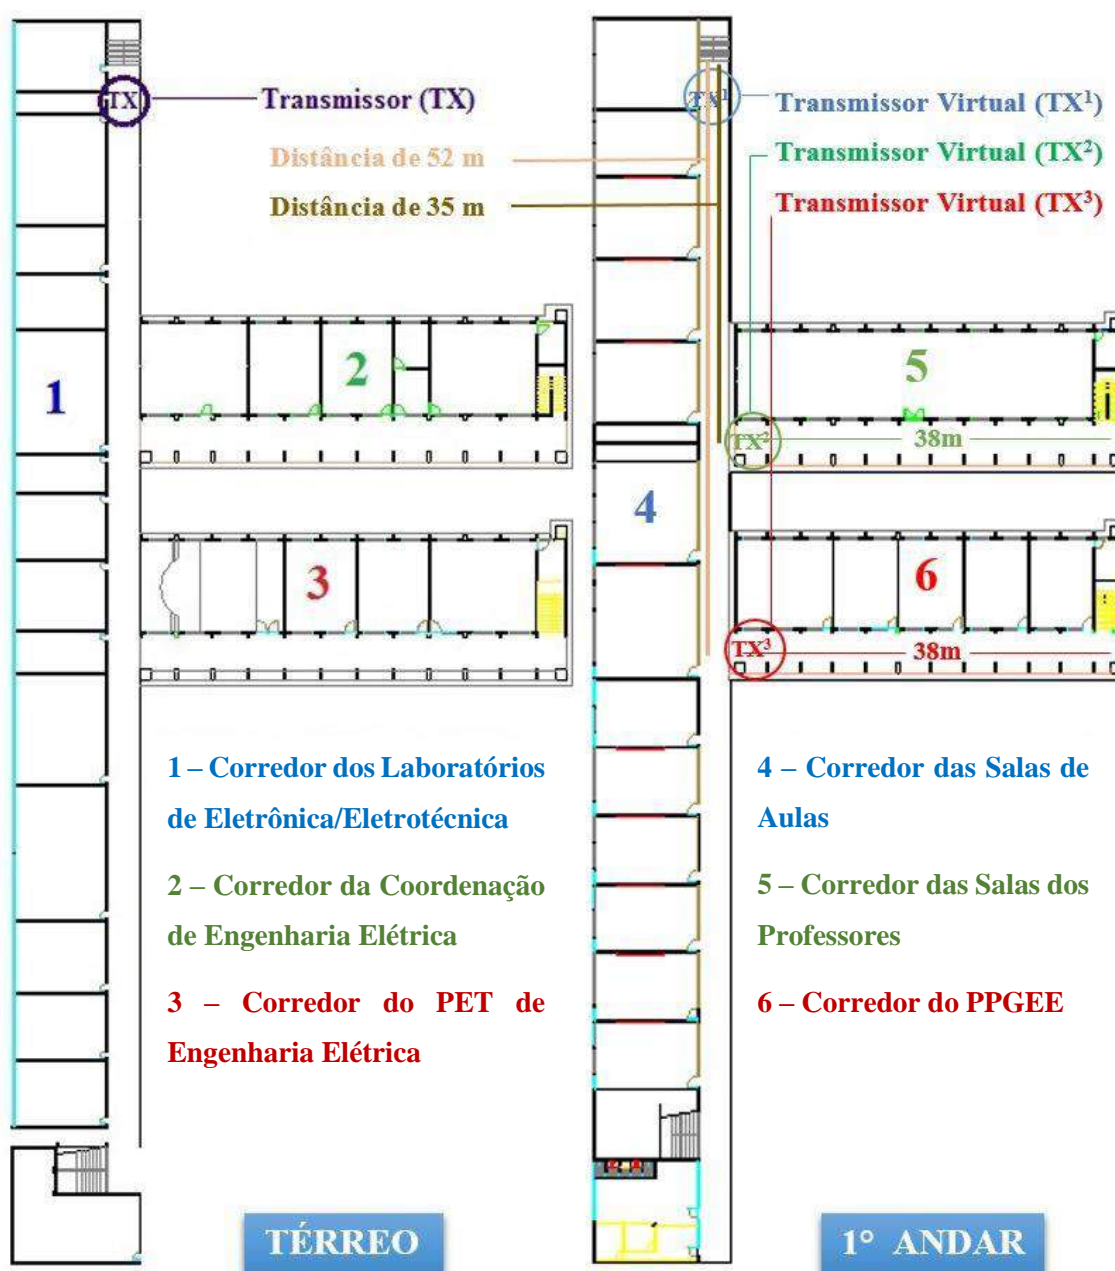 TX
Transmissor (TX)
Distância de 52 m
Distância de 35 m
TX¹
Transmissor Virtual (TX¹)
Transmissor Virtual (TX²)
Transmissor Virtual (TX³)
1
2
3
4
5
6
TX²
38m
TX³
38m
1 – Corredor dos Laboratórios
de Eletrônica/Eletrotécnica
2 – Corredor da Coordenação
de Engenharia Elétrica
3 – Corredor do PET de
Engenharia Elétrica
4 – Corredor das Salas de
Aulas
5 – Corredor das Salas dos
Professores
6 – Corredor do PPGEE
TÉRREO
1° ANDAR